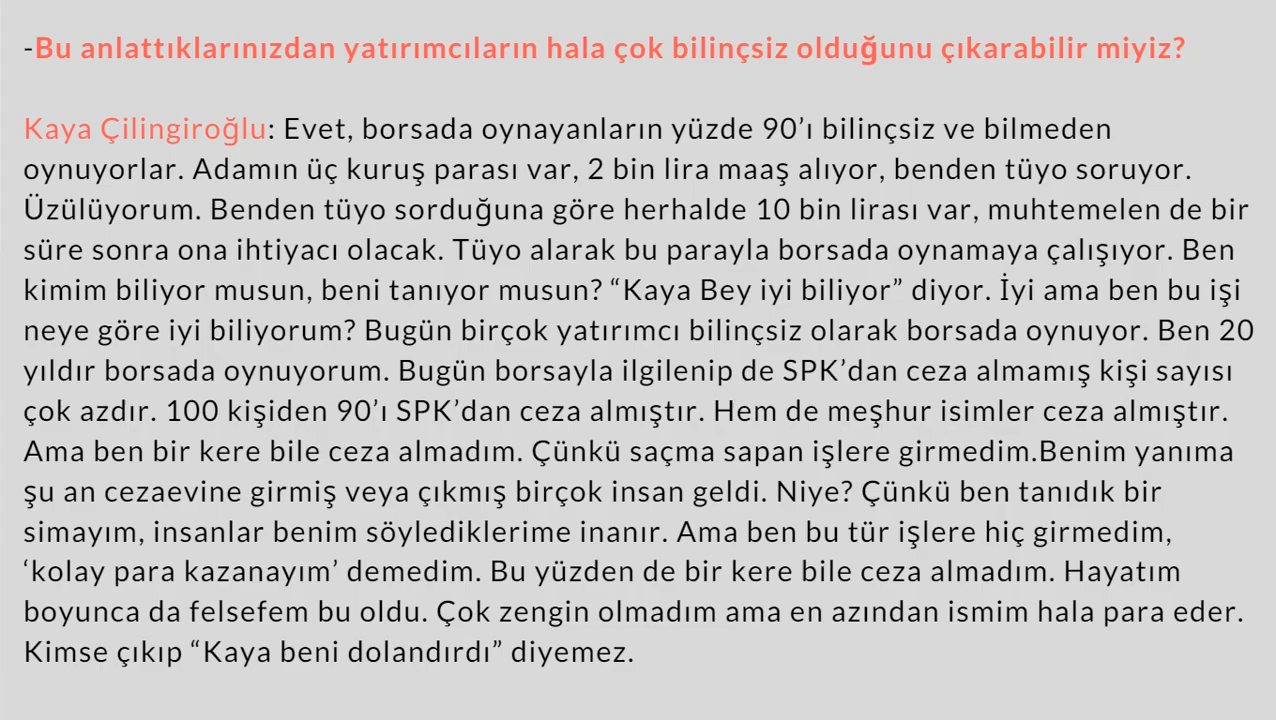 -Bu anlattıklarınızdan yatırımcıların hala çok bilinçsiz olduğunu çıkarabilir miyiz?
Kaya Çilingiroğlu: Evet, borsada oynayanların yüzde 90’ı bilinçsiz ve bilmeden
oynuyorlar. Adamın üç kuruş parası var, 2 bin lira maaş alıyor, benden tüyo soruyor.
Üzülüyorum. Benden tüyo sorduğuna göre herhalde 10 bin lirası var, muhtemelen de bir
süre sonra ona ihtiyacı olacak. Tüyo alarak bu parayla borsada oynamaya çalışıyor. Ben
kimim biliyor musun, beni tanıyor musun? “Kaya Bey iyi biliyor” diyor. İyi ama ben bu işi
neye göre iyi biliyorum? Bugün birçok yatırımcı bilinçsiz olarak borsada oynuyor. Ben 20
yıldır borsada oynuyorum. Bugün borsayla ilgilenip de SPK’dan ceza almamış kişi sayısı
çok azdır. 100 kişiden 90’ı SPK’dan ceza almıştır. Hem de meşhur isimler ceza almıştır.
Ama ben bir kere bile ceza almadım. Çünkü saçma sapan işlere girmedim.Benim yanıma
şu an cezaevine girmiş veya çıkmış birçok insan geldi. Niye? Çünkü ben tanıdık bir
simayım, insanlar benim söylediklerime inanır. Ama ben bu tür işlere hiç girmedim,
‘kolay para kazanayım’ demedim. Bu yüzden de bir kere bile ceza almadım. Hayatım
boyunca da felsefem bu oldu. Çok zengin olmadım ama en azından ismim hala para eder.
Kimse çıkıp “Kaya beni dolandırdı” diyemez.